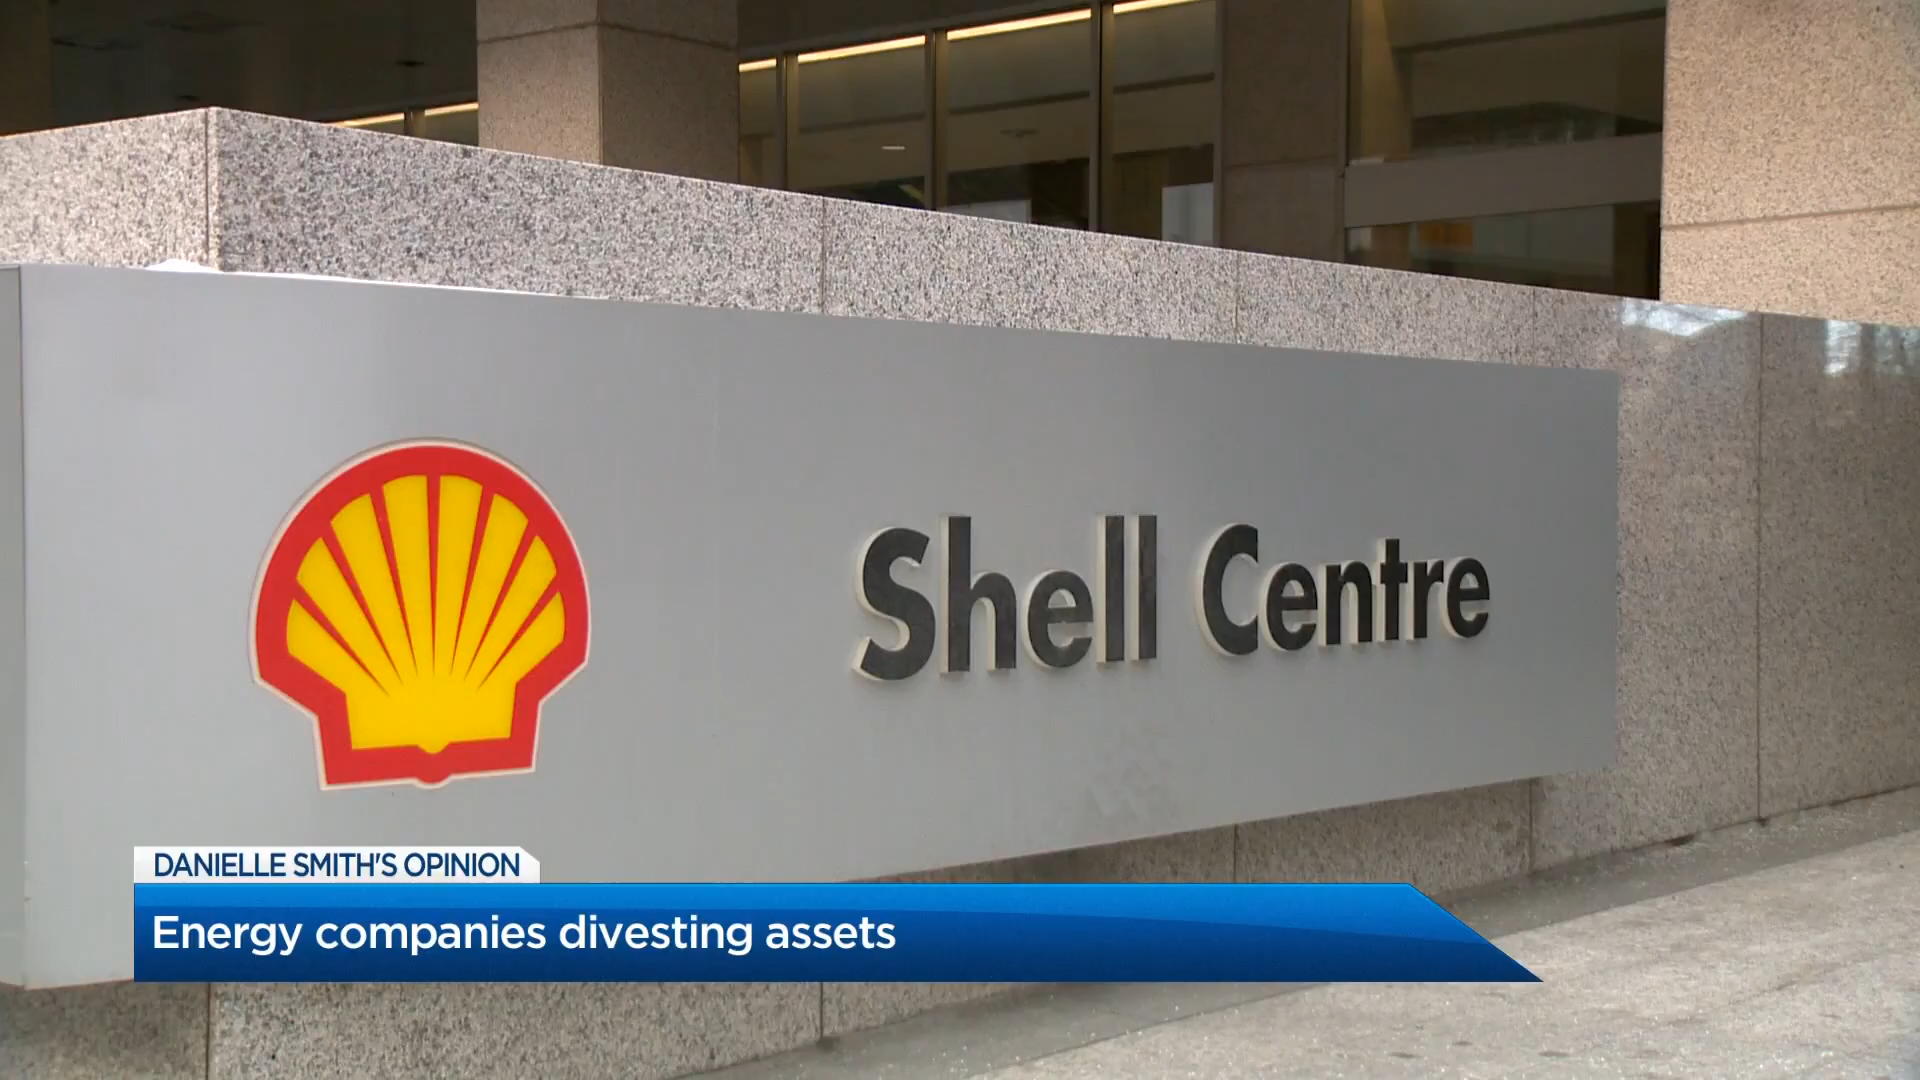 Shell Centre
DANIELLE SMITH'S OPINION
Energy companies divesting assets